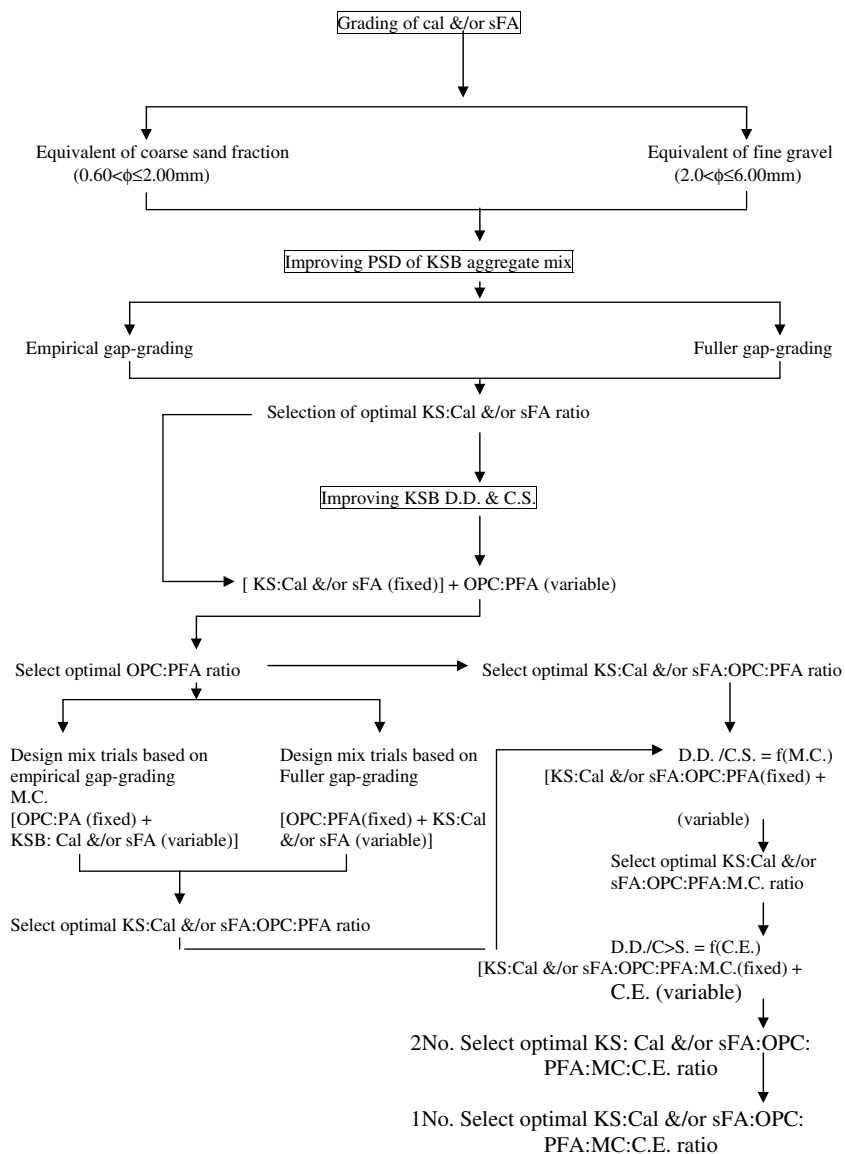 Grading of cal &/or sFA
Equivalent of coarse sand fraction
(0.60<ϕ≤2.00mm)
Equivalent of fine gravel
(2.0<ϕ≤6.00mm)
Improving PSD of KSB aggregate mix
Empirical gap-grading
Fuller gap-grading
Selection of optimal KS:Cal &/or sFA ratio
Improving KSB D.D. & C.S.
[ KS:Cal &/or sFA (fixed)] + OPC:PFA (variable)
Select optimal OPC:PFA ratio
Select optimal KS:Cal &/or sFA:OPC:PFA ratio
Design mix trials based on
empirical gap-grading
M.C.
[OPC:PA (fixed) +
KSB: Cal &/or sFA (variable)]
Design mix trials based on
Fuller gap-grading
[OPC:PFA(fixed) + KS:Cal
&/or sFA (variable)]
Select optimal KS:Cal &/or sFA:OPC:PFA ratio
D.D. /C.S. = f(M.C.)
[KS:Cal &/or sFA:OPC:PFA(fixed) +
(variable)
Select optimal KS:Cal &/or
sFA:OPC:PFA:M.C. ratio
D.D./C>S. = f(C.E.)
[KS:Cal &/or sFA:OPC:PFA:M.C.(fixed) +
C.E. (variable)
2No. Select optimal KS: Cal &/or sFA:OPC:
PFA:MC:C.E. ratio
1No. Select optimal KS:Cal &/or sFA:OPC:
PFA:MC:C.E. ratio